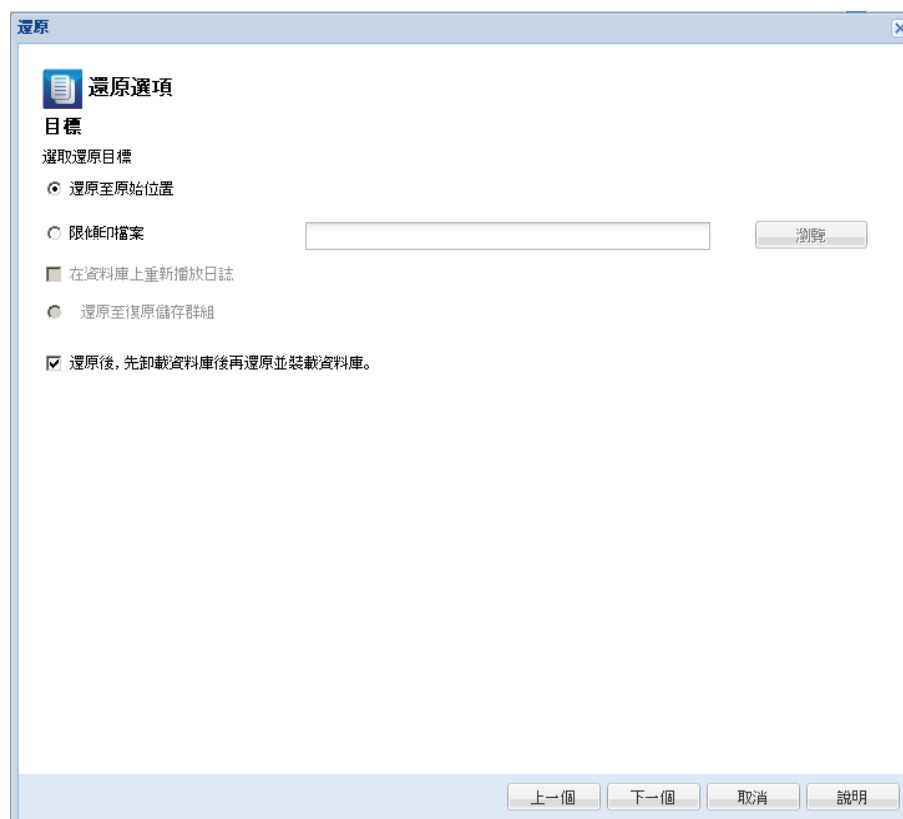 還原
還原選項
目標
選取還原目標
還原至原始位置
限傾印檔案
瀏覽
在資料庫上重新播放日誌
還原至復原儲存群組
還原後, 先卸載資料庫後再還原並裝載資料庫。
上一個
下一個
取消
說明